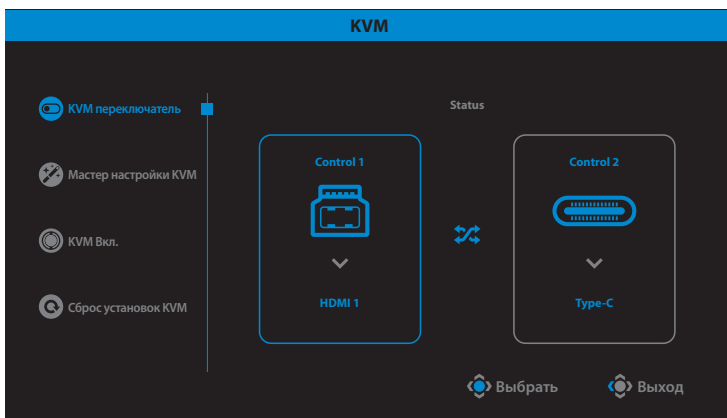 KVM
KVM переключатель
Мастер настройки KVM
KVM Вкл.
Сброс установок KVM
Status
Control 1
HDMI 1
Control 2
Type-C
Выбрать
Выход